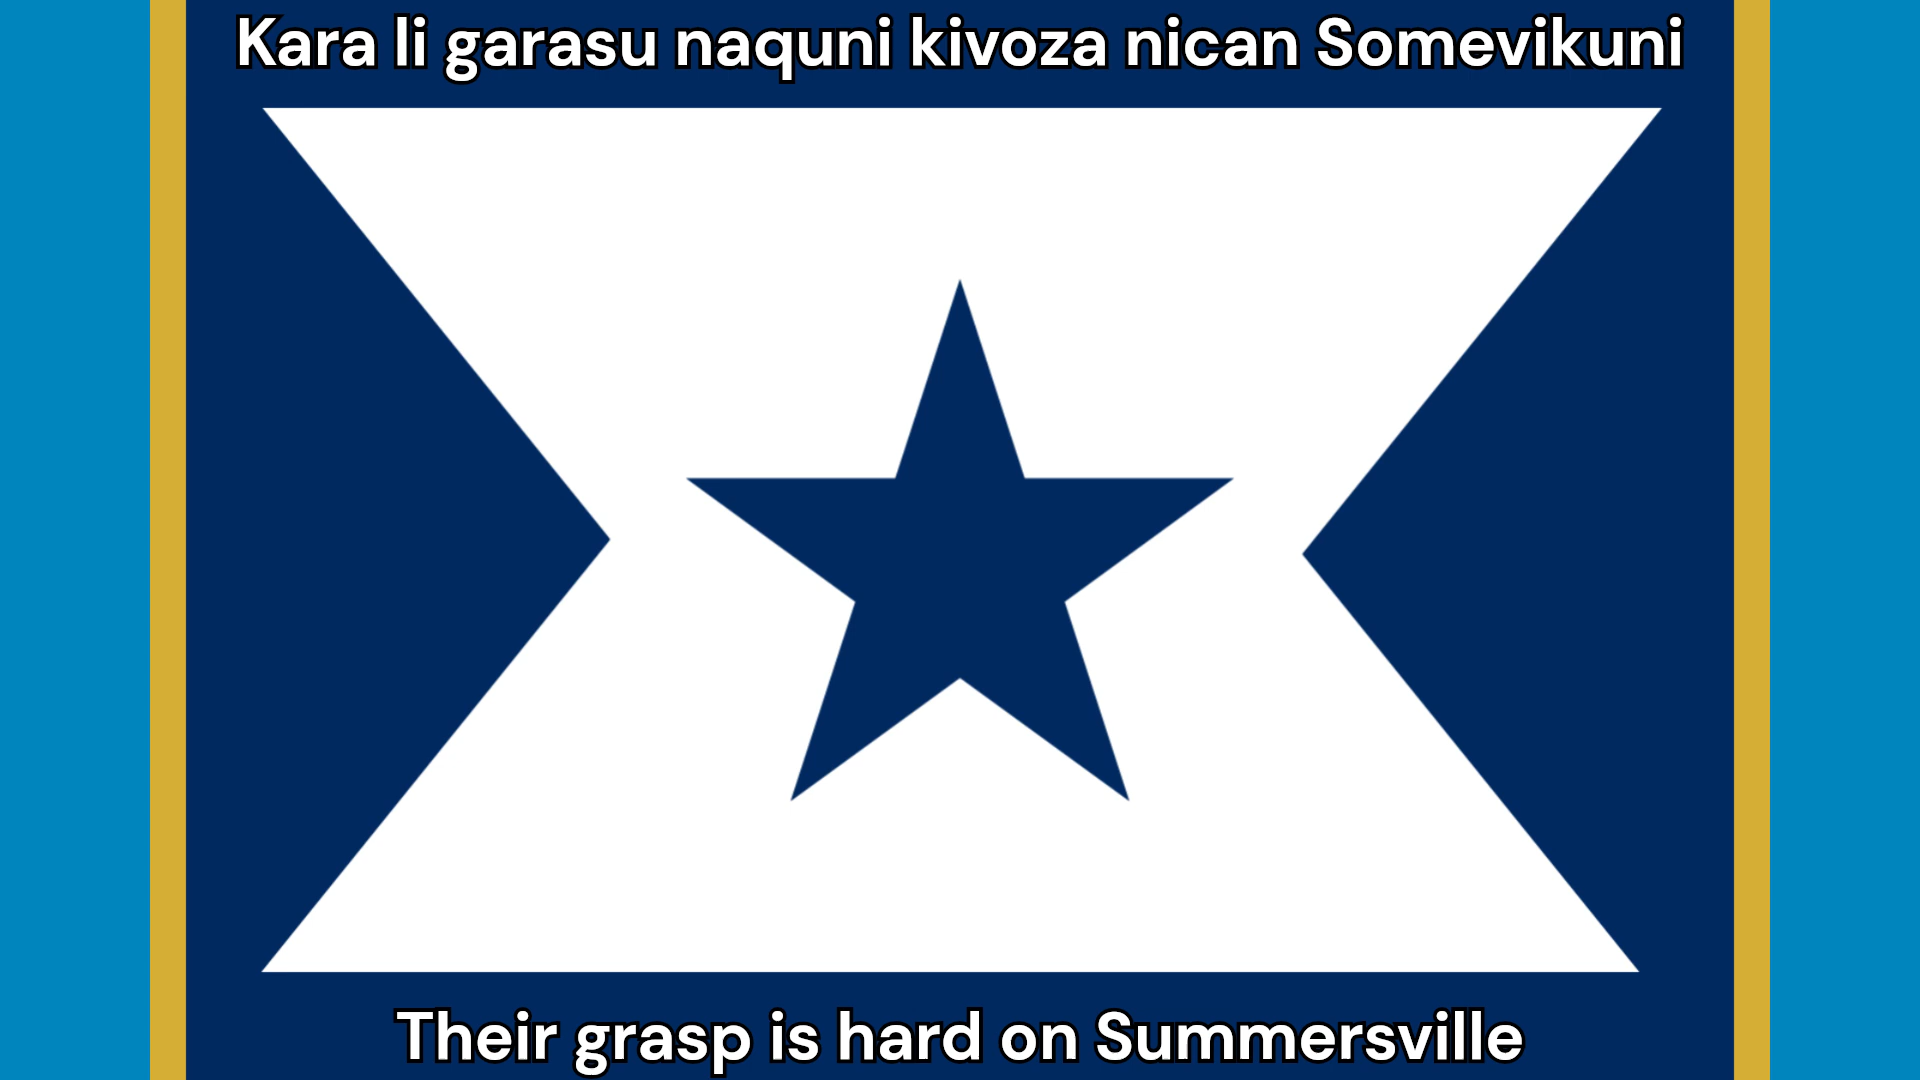 Kara li garasu naquni kivoza nican Somevikuni
Their grasp is hard on Summersville